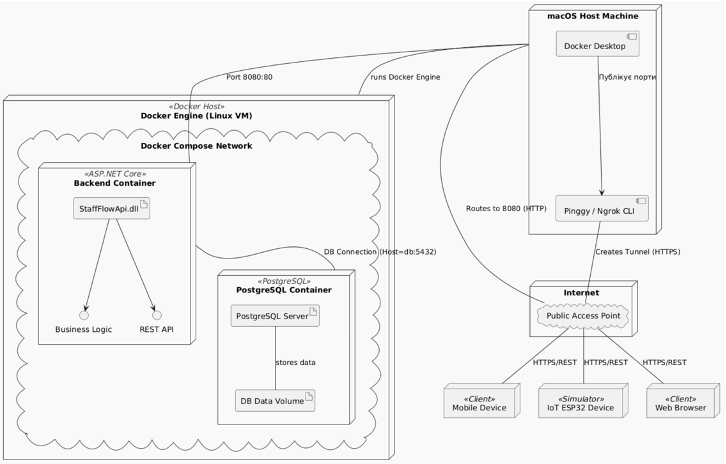 macOS Host Machine
Docker Desktop
Port 8080:80
runs Docker Engine
Публікує порти
«Docker Host»
Docker Engine (Linux VM)
Docker Compose Network
«ASP.NET Core»
Backend Container
StaffFlowApi.dll
Routes to 8080 (HTTP)
Pinggy / Ngrok CLI
DB Connection (Host=db:5432)
Creates Tunnel (HTTPS)
«PostgreSQL»
PostgreSQL Container
Internet
PostgreSQL Server
Public Access Point
Business Logic
REST API
stores data
HTTPS/REST
HTTPS/REST
HTTPS/REST
DB Data Volume
«Client»
Mobile Device
«Simulator»
IoT ESP32 Device
«Client»
Web Browser